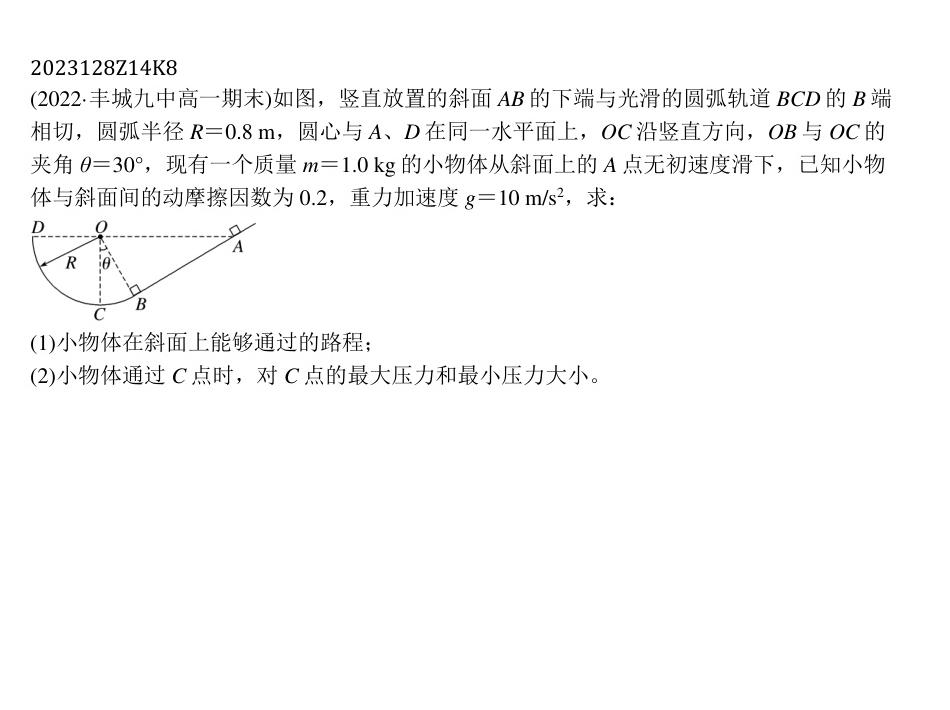 2023128Z14K8
(2022·丰城九中高一期末)如图，竖直放置的斜面 AB 的下端与光滑的圆弧轨道 BCD 的 B 端
相切，圆弧半径 R＝0.8 m，圆心与 A、D 在同一水平面上，OC 沿竖直方向，OB 与 OC 的
夹角 θ＝30°，现有一个质量 m＝1.0 kg 的小物体从斜面上的 A 点无初速度滑下，已知小物
体与斜面间的动摩擦因数为 0.2，重力加速度 g＝10 m/s²，求：
D O
A
R θ
B
C
(1)小物体在斜面上能够通过的路程；
(2)小物体通过 C 点时，对 C 点的最大压力和最小压力大小。